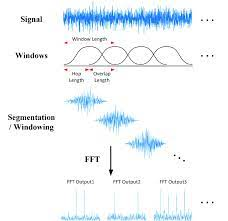 Signal
Windows
Window Length
Hop Length
Overlap Length
Segmentation / Windowing
FFT
FFT Output1 FFT Output2 FFT Output3